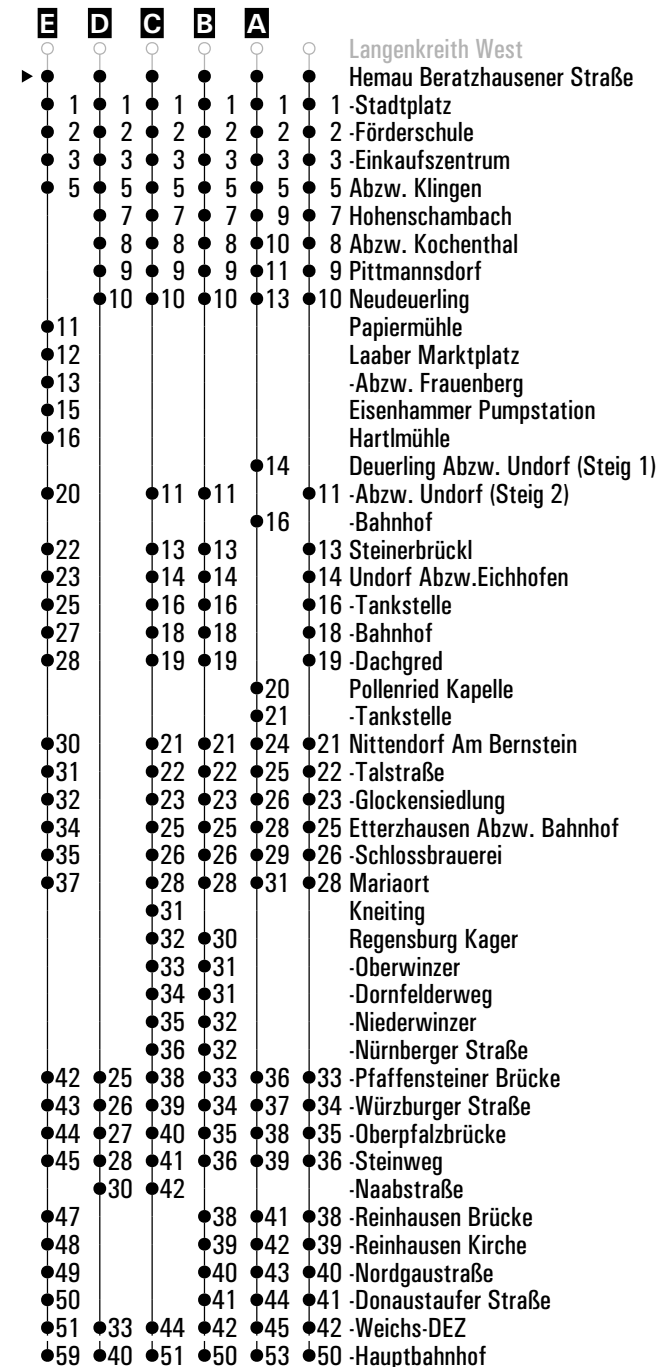 E D C B A
Langenkreith West
Hemau Beratzhausener Straße
1 1 1 1 1 1 -Stadtplatz
2 2 2 2 2 2 -Förderschule
3 3 3 3 3 3 -Einkaufszentrum
5 5 5 5 5 5 Abzw. Klingen
7 7 7 9 7 Hohenschambach
8 8 8 10 8 Abzw. Kochenthal
9 9 9 11 9 Pittmannsdorf
10 10 10 13 10 Neudeuerling
11 Papiermühle
12 Laaber Marktplatz
13 -Abzw. Frauenberg
15 Eisenhammer Pumpstation
16 Hartlmühle
14 Deuerling Abzw. Undorf (Steig 1)
20 11 11 11 -Abzw. Undorf (Steig 2)
16 -Bahnhof
22 13 13 13 Steinerbrückl
23 14 14 14 Undorf Abzw.Eichhofen
25 16 16 16 -Tankstelle
27 18 18 18 -Bahnhof
28 19 19 19 -Dachgred
20 Pollenried Kapelle
21 -Tankstelle
30 21 21 24 21 Nittendorf Am Bernstein
31 22 22 25 22 -Talstraße
32 23 23 26 23 -Glockensiedlung
34 25 25 28 25 Etterzhausen Abzw. Bahnhof
35 26 26 29 26 -Schlossbrauerei
37 28 28 31 28 Mariaort
31 Kneiting
32 30 Regensburg Kager
33 31 -Oberwinzer
34 31 -Dornfelderweg
35 32 -Niederwinzer
36 32 -Nürnberger Straße
42 25 38 33 36 33 -Pfaffensteiner Brücke
43 26 39 34 37 34 -Würzburger Straße
44 27 40 35 38 35 -Oberpfalzbrücke
45 28 41 36 39 36 -Steinweg
30 42 -Naabstraße
47 38 41 38 -Reinhausen Brücke
48 39 42 39 -Reinhausen Kirche
49 40 43 40 -Nordgaustraße
50 41 44 41 -Donaustaufer Straße
51 33 44 42 45 42 -Weichs-DEZ
59 40 51 50 53 50 -Hauptbahnhof